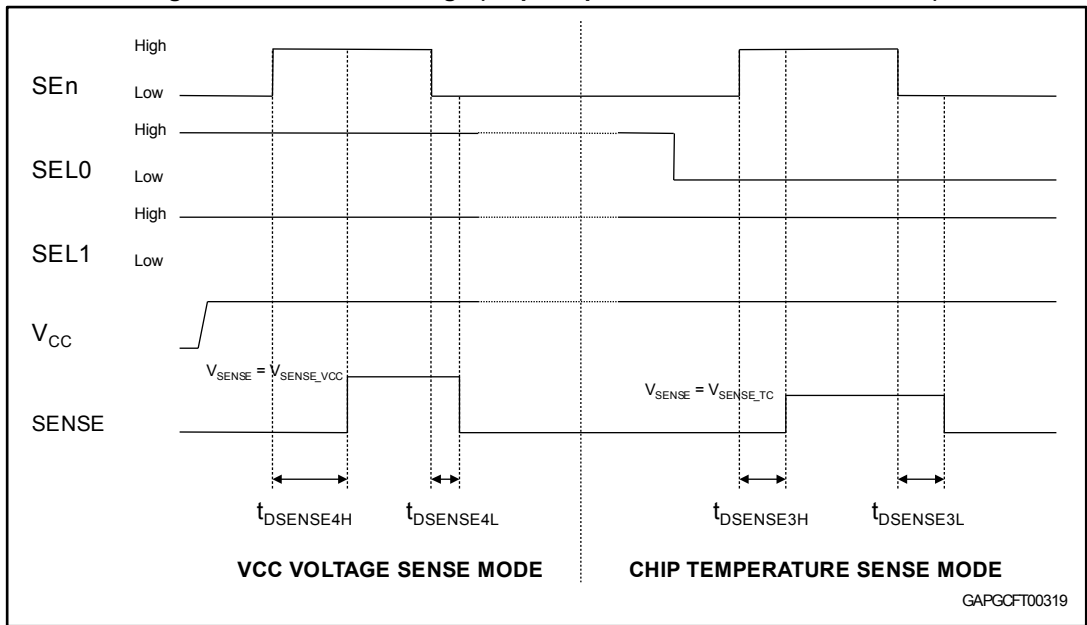 High
SEn
Low
High
SEL0
Low
High
SEL1
Low
VCC
VSENSE = VSENSE_VCC
VSENSE = VSENSE_TC
SENSE
tDSENSE4H tDSENSE4L tDSENSE3H tDSENSE3L
VCC VOLTAGE SENSE MODE CHIP TEMPERATURE SENSE MODE
GAPGCFT00319